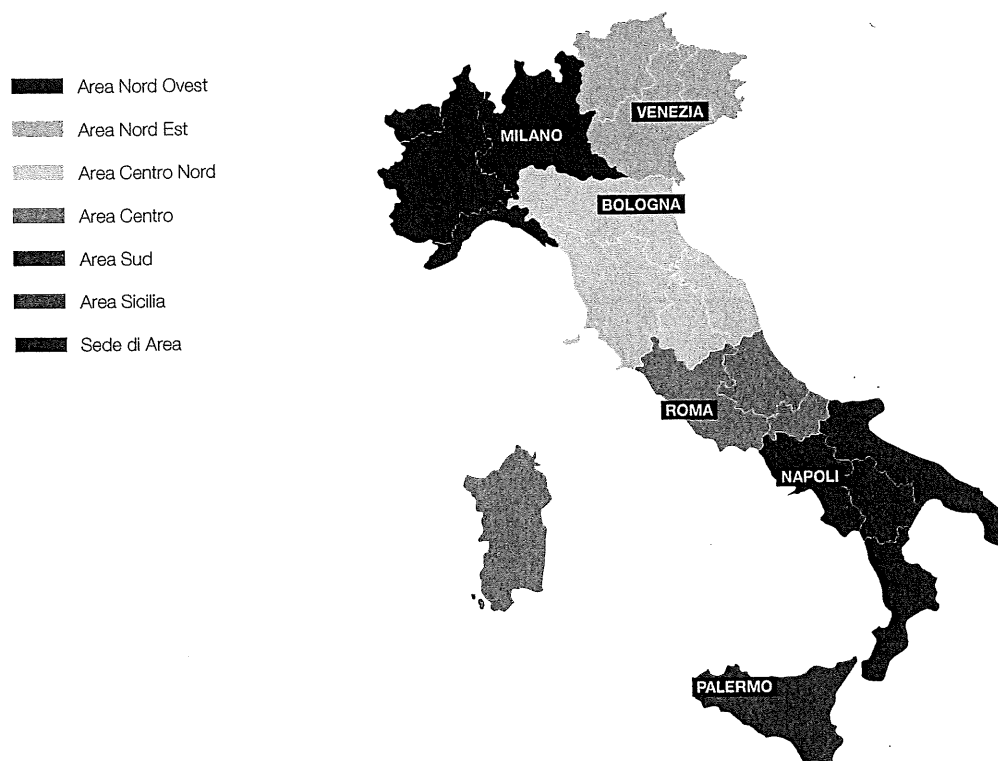 Area Nord Ovest
Area Nord Est
Area Centro Nord
Area Centro
Area Sud
Area Sicilia
Sede di Area
VENEZIA
MILANO
BOLOGNA
ROMA
NAPOLI
PALERMO